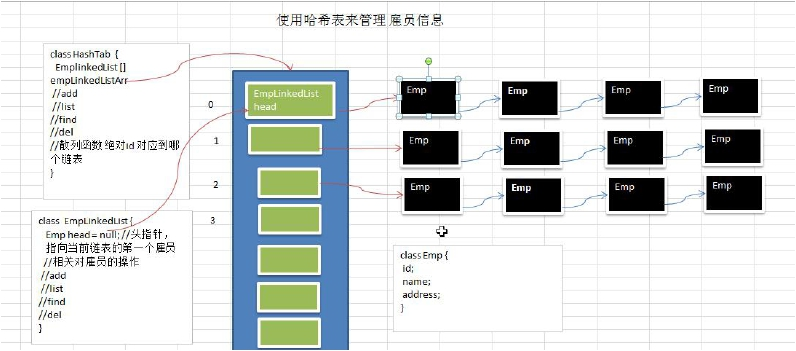 使用哈希表来管理 雇员信息
class HashTab {
EmplinkedList []
empLinkedListArr
//add
//list
//find
//del
//散列函数 绝对id 对应到哪
个链表
}
class EmpLinkedList {
Emp head = null; //头指针，
指向当前链表的第一个雇员
//相关对雇员的操作
//add
//list
//find
//del
}
0
EmpLinkedList
head
Emp
Emp
Emp
Emp
1
Emp
Emp
Emp
Emp
2
Emp
Emp
Emp
Emp
3
class Emp {
id;
name;
address;
}